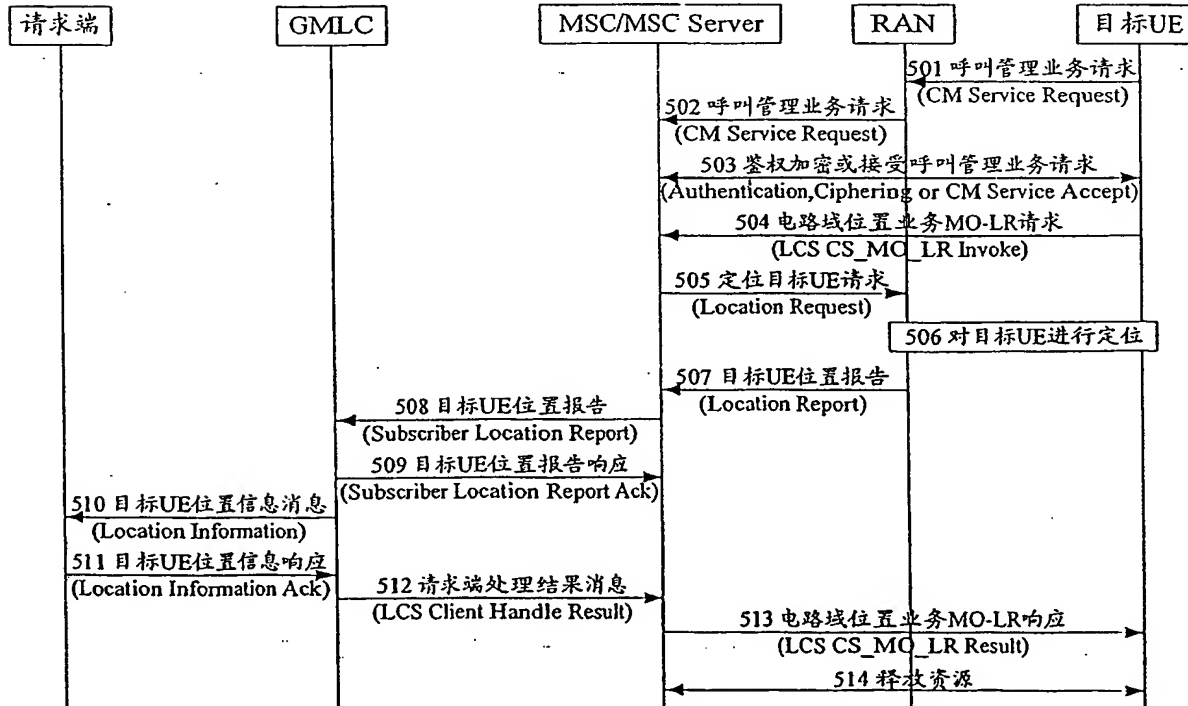 请求端
GMLC
MSC/MSC Server
RAN
目标UE
501 呼叫管理业务请求
(CM Service Request)
502 呼叫管理业务请求
(CM Service Request)
503 鉴权加密或接受呼叫管理业务请求
(Authentication,Ciphering or CM Service Accept)
504 电路域位置业务MO-LR请求
(LCS CS_MO_LR Invoke)
505 定位目标UE请求
(Location Request)
506 对目标UE进行定位
507 目标UE位置报告
(Location Report)
508 目标UE位置报告
(Subscriber Location Report)
509 目标UE位置报告响应
(Subscriber Location Report Ack)
510 目标UE位置信息消息
(Location Information)
511 目标UE位置信息响应
(Location Information Ack)
512 请求端处理结果消息
(LCS Client Handle Result)
513 电路域位置业务MO-LR响应
(LCS CS_MO_LR Result)
514 释放资源